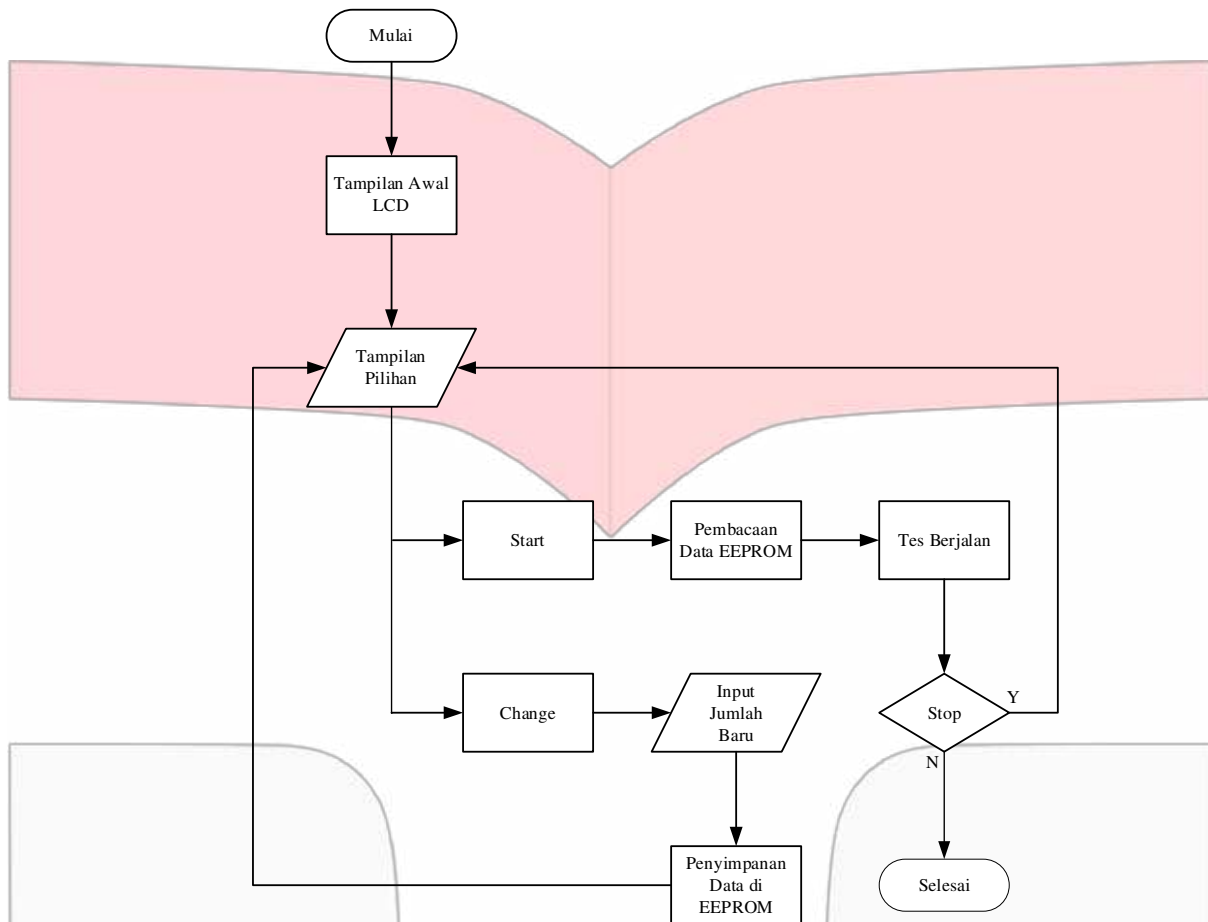 Mulai
Tampilan Awal
LCD
Tampilan
Pilihan
Start
Pembacaan
Data EEPROM
Tes Berjalan
Change
Input
Jumlah
Baru
Stop
Y
N
Penyimpanan
Data di
EEPROM
Selesai